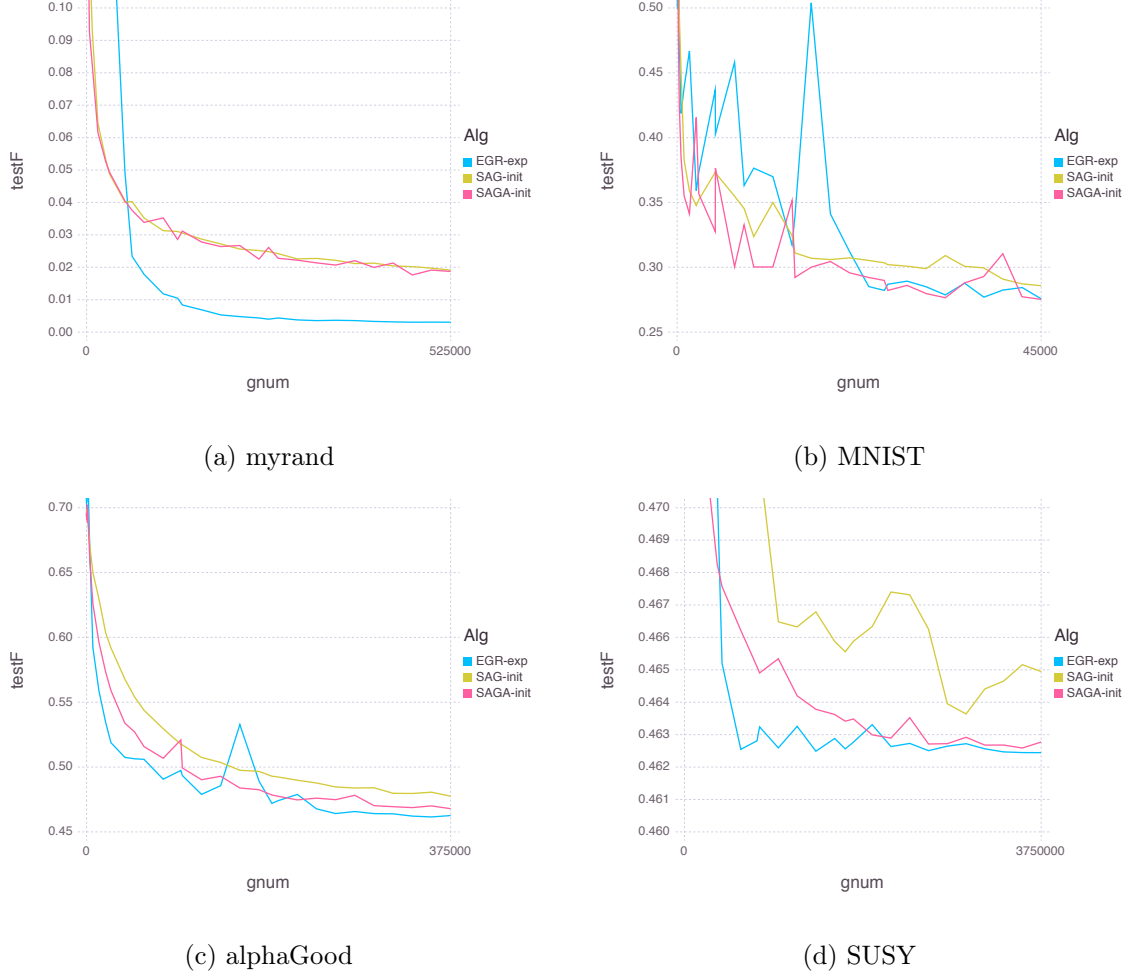 0.10
0.09
0.08
0.07
0.06
0.05
0.04
0.03
0.02
0.01
0.00
testF
0
525000
gnum
Alg
EGR-exp
SAG-init
SAGA-init
(a) myrand
0.50
0.45
0.40
0.35
0.30
0.25
testF
0
45000
gnum
Alg
EGR-exp
SAG-init
SAGA-init
(b) MNIST
0.70
0.65
0.60
0.55
0.50
0.45
testF
0
375000
gnum
Alg
EGR-exp
SAG-init
SAGA-init
(c) alphaGood
0.470
0.469
0.468
0.467
0.466
0.465
0.464
0.463
0.462
0.461
0.460
testF
0
3750000
gnum
Alg
EGR-exp
SAG-init
SAGA-init
(d) SUSY